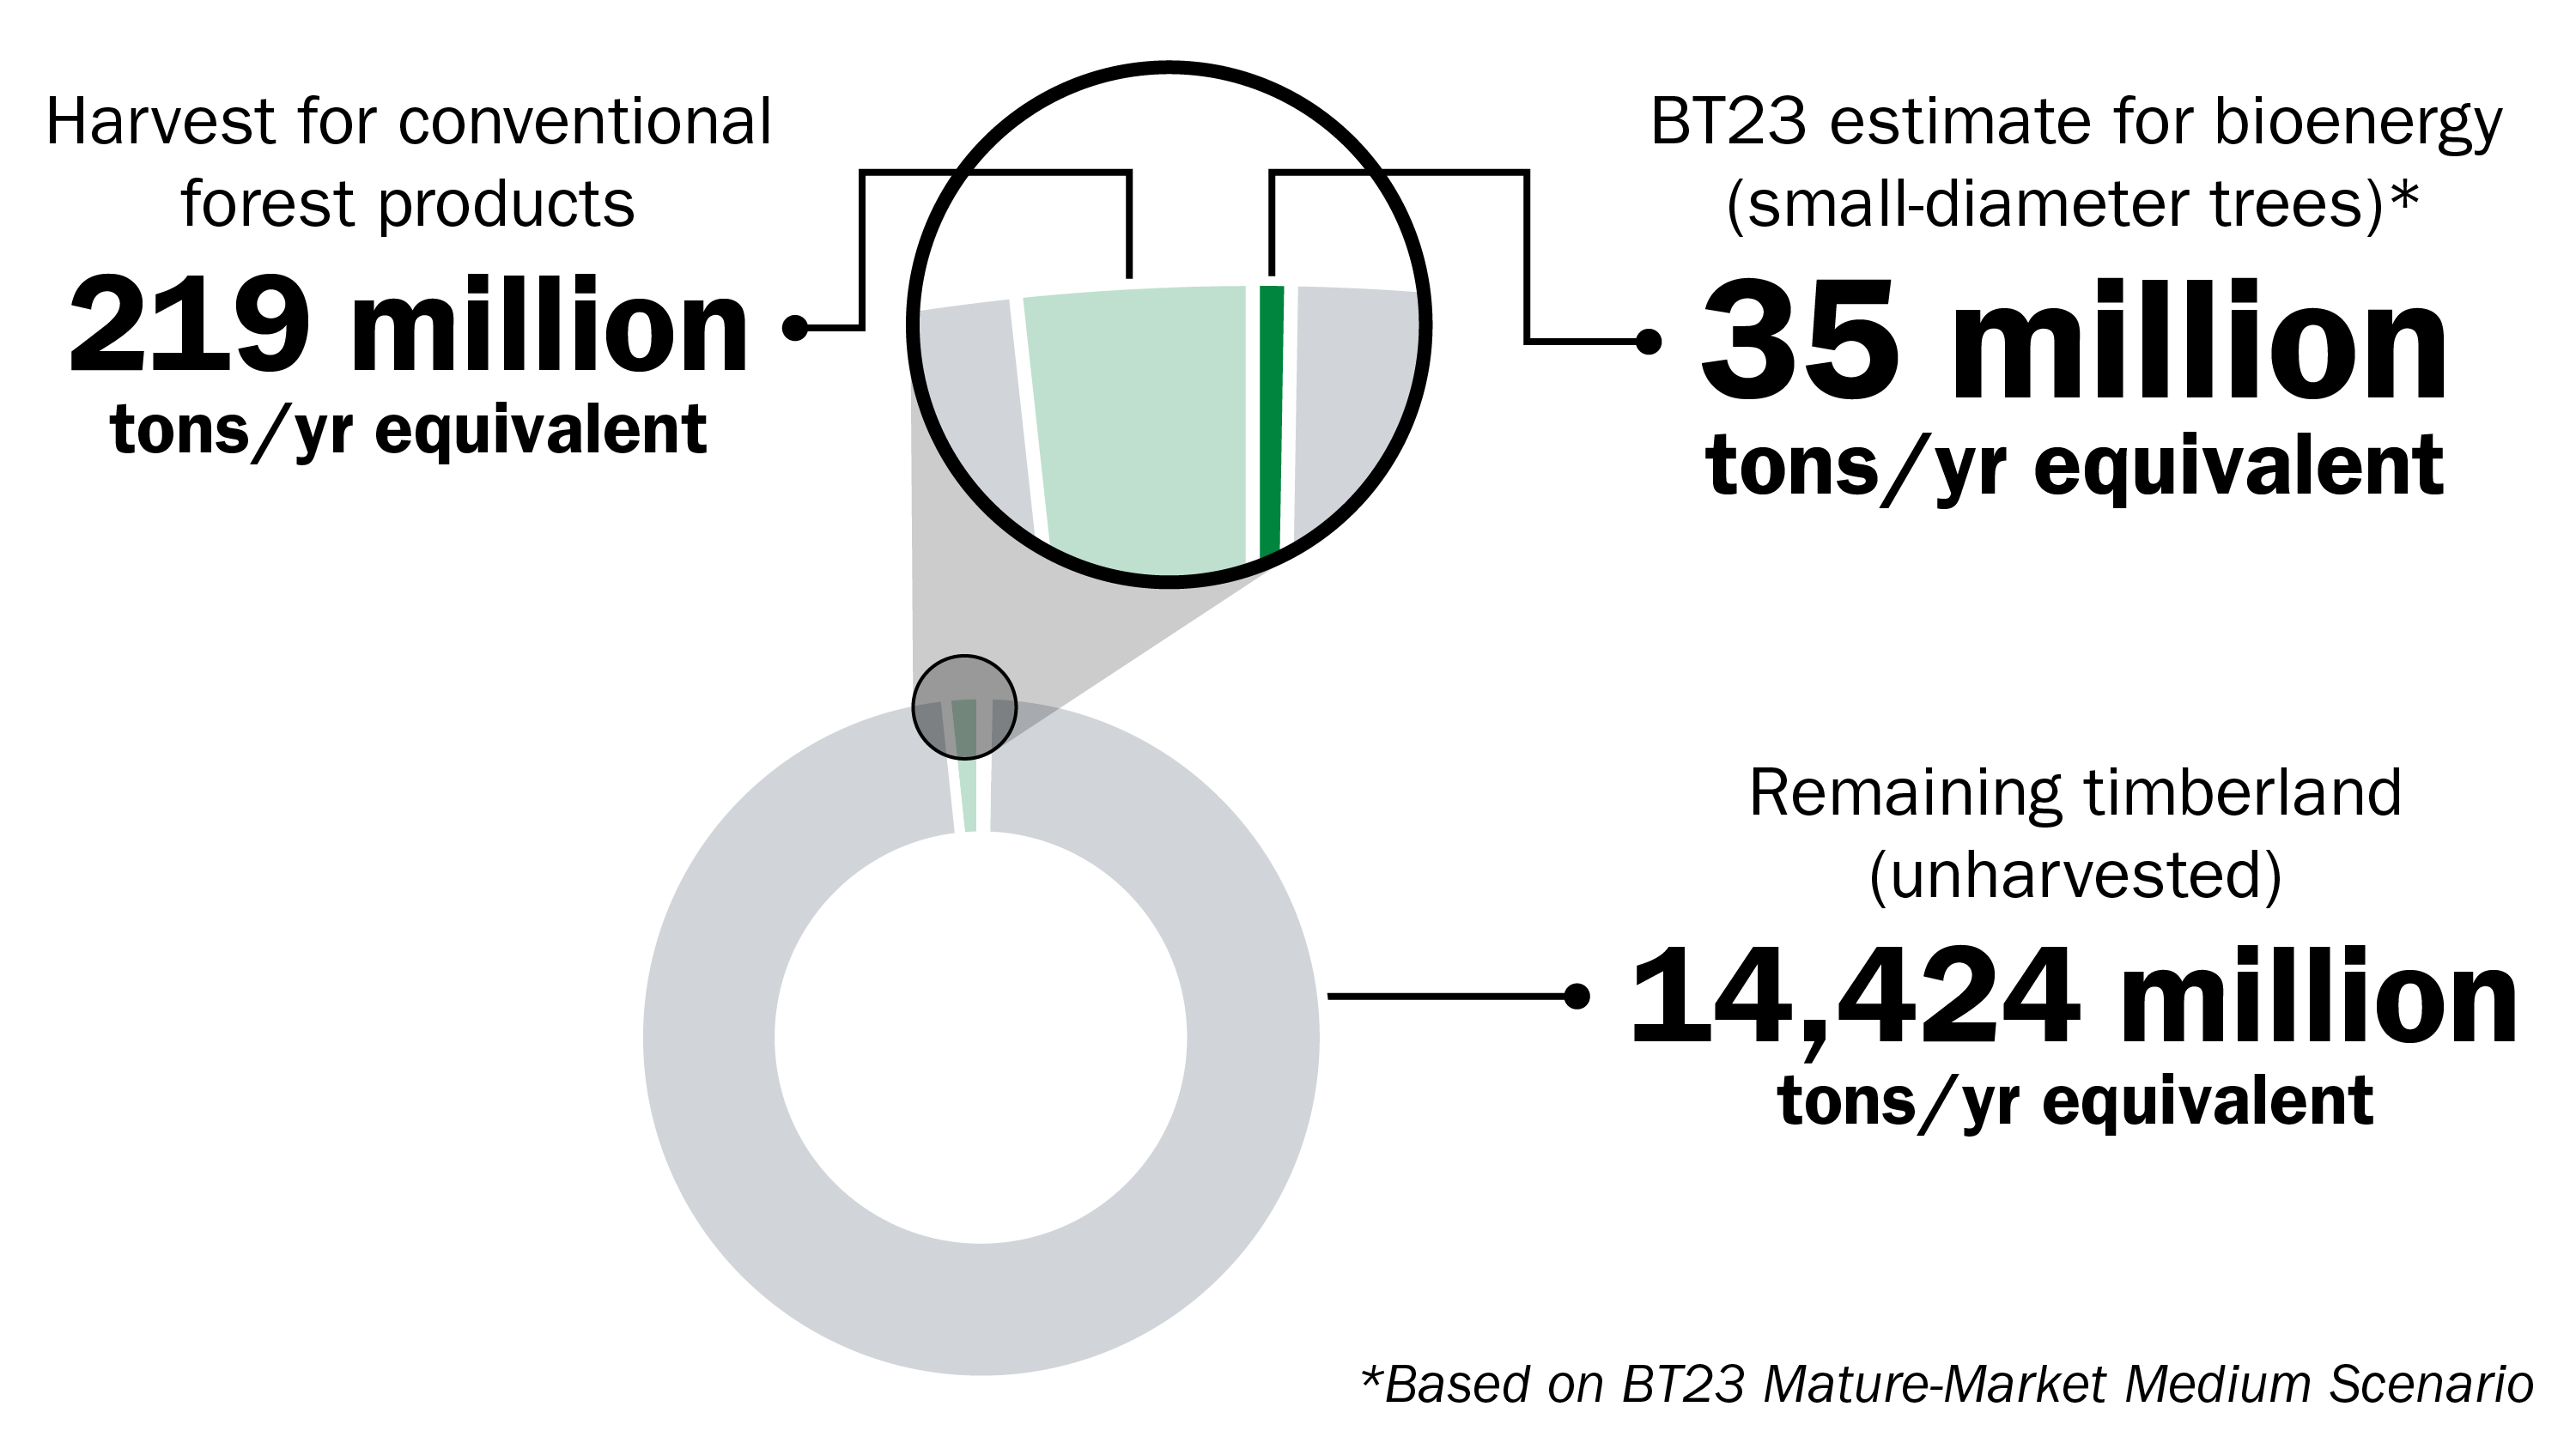 Harvest for conventional
forest products
219 million
tons/yr equivalent
BT23 estimate for bioenergy
(small-diameter trees)*
35 million
tons/yr equivalent
Remaining timberland
(unharvested)
14,424 million
tons/yr equivalent
*Based on BT23 Mature-Market Medium Scenario